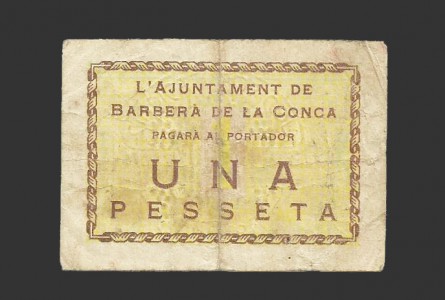 L'AJUNTAMENT DE
BARBERÀ DE LA CONCA
PAGARÀ AL PORTADOR
UNA
PESSETA